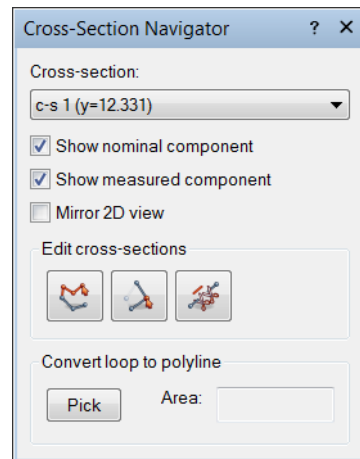 Cross-Section Navigator ? X
Cross-section:
c-s 1 (y=12.331)
Show nominal component
Show measured component
Mirror 2D view
Edit cross-sections
Convert loop to polyline
Pick Area: